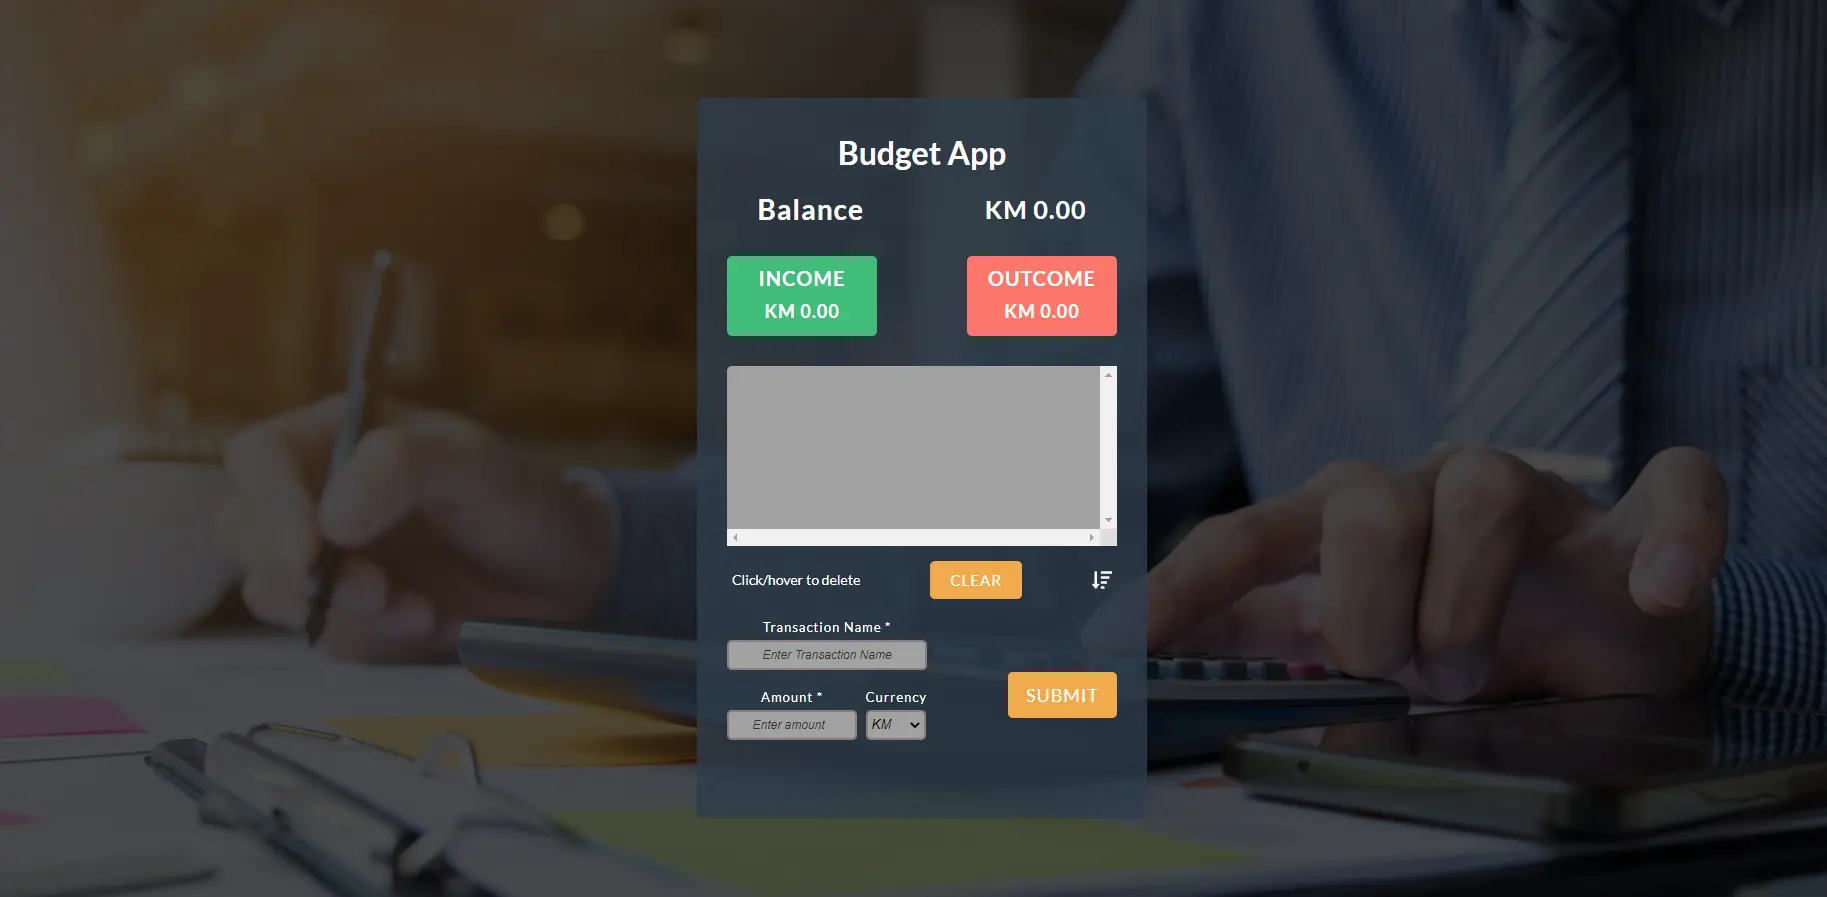 Budget App
Balance KM 0.00
INCOME OUTCOME
KM 0.00 KM 0.00
Click/hover to delete CLEAR
Transaction Name *
Enter Transaction Name
SUBMIT
Amount * Currency
Enter amount KM